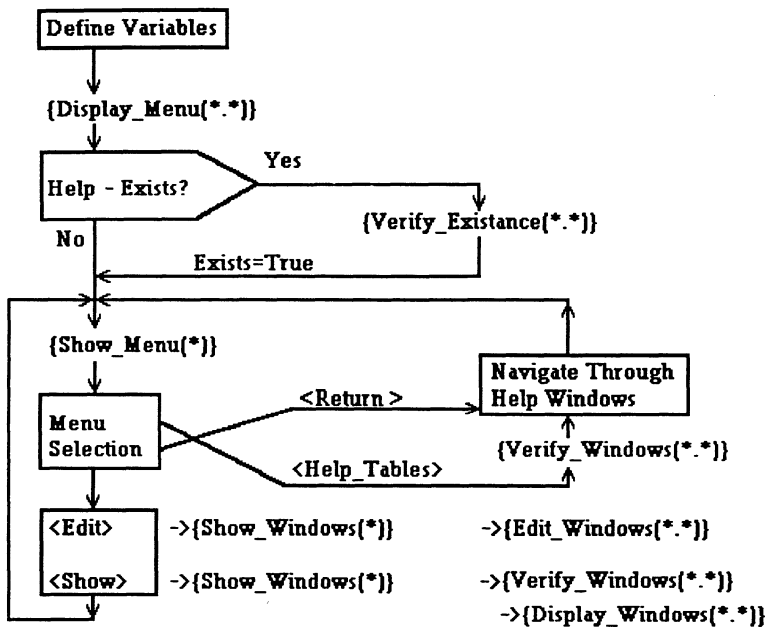 Define Variables
{Display_Menu(*.*)}
Yes
Help - Exists?
{Verify_Existance(*.*)}
No
Exists=True
{Show_Menu(*)}
Navigate Through
Help Windows
<Return >
Menu
Selection
{Verify_Windows(*.*)}
<Help_Tables>
<Edit> ->{Show_Windows(*)} ->{Edit_Windows(*.*)}
<Show> ->{Show_Windows(*)} ->{Verify_Windows(*.*)}
->{Display_Windows(*.*)}